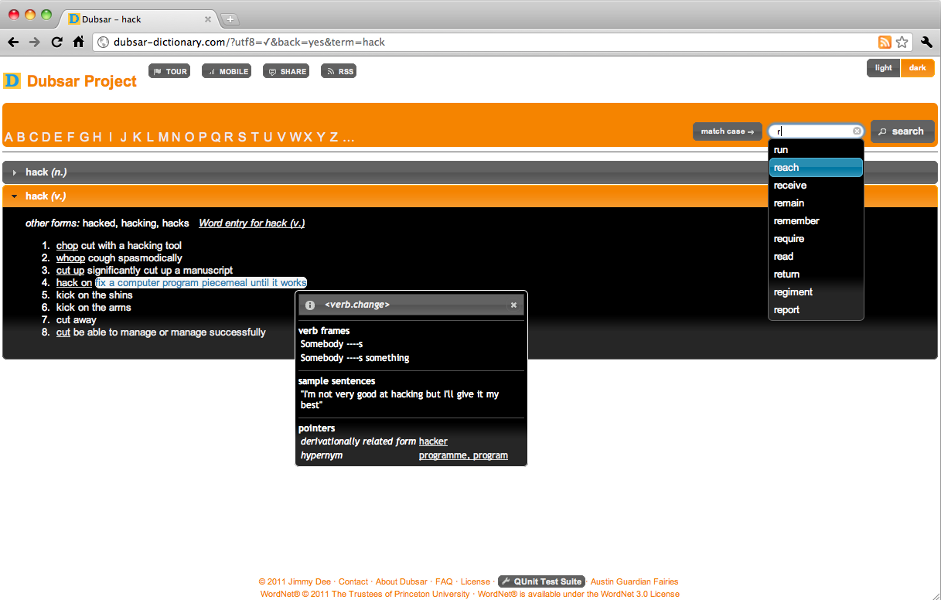 Dubsar – hack
dubsar-dictionary.com/?utf8=✓&back=yes&term=hack
D Dubsar Project
TOUR MOBILE SHARE RSS
light dark
A B C D E F G H I J K L M N O P Q R S T U V W X Y Z ...
match case → r search
run
reach
receive
remain
remember
require
read
return
regiment
report
hack (n.)
hack (v.)
other forms: hacked, hacking, hacks Word entry for hack (v.)
1. chop cut with a hacking tool
2. whoop cough spasmodically
3. cut up significantly cut up a manuscript
4. hack on fix a computer program piecemeal until it works
5. kick on the shins
6. kick on the arms
7. cut away
8. cut be able to manage or manage successfully
<verb.change>
verb frames
Somebody ----s
Somebody ----s something
sample sentences
"I'm not very good at hacking but I'll give it my
best"
pointers
derivationally related form hacker
hypernym programme, program
© 2011 Jimmy Dee · Contact · About Dubsar · FAQ · License · QUnit Test Suite · Austin Guardian Fairies
WordNet® © 2011 The Trustees of Princeton University · WordNet® is available under the WordNet 3.0 License